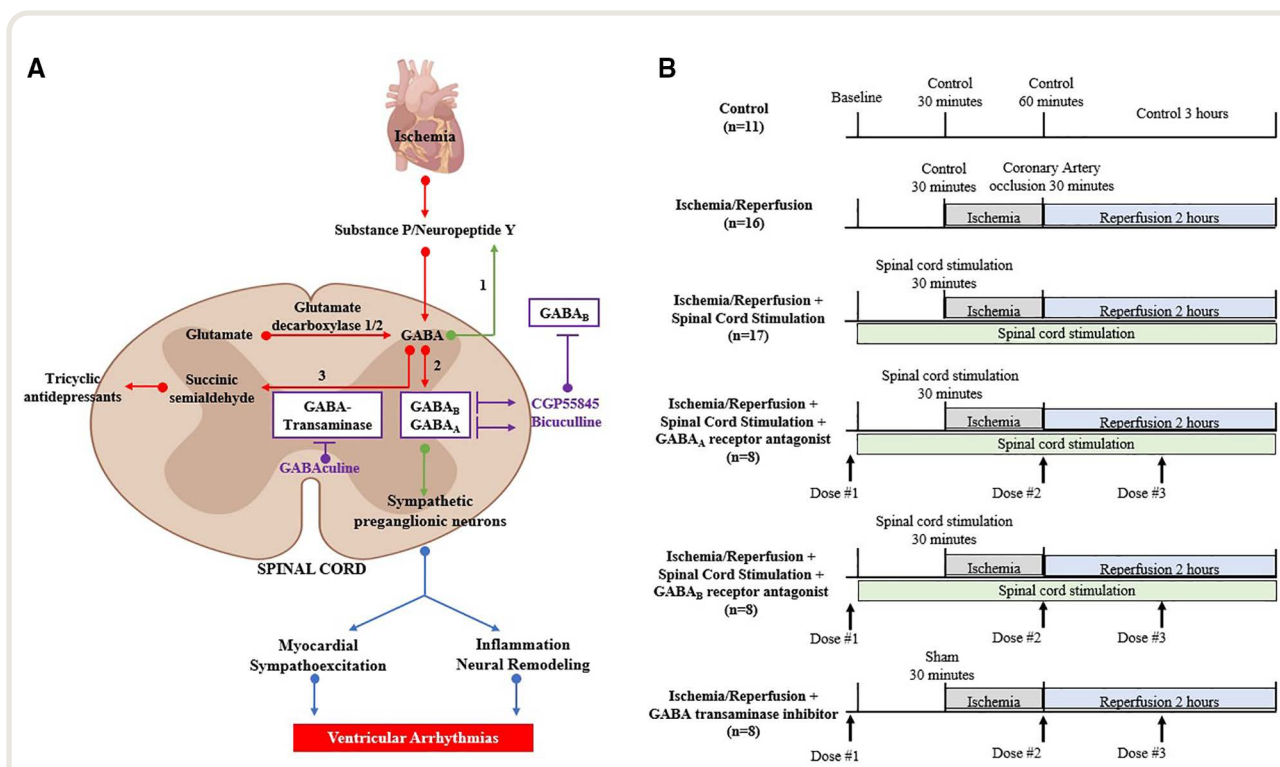 A
Ischemia
Substance P/Neuropeptide Y
1
GABAB
Glutamate
Glutamate
decarboxylase 1/2
GABA
2
3
Tricyclic
antidepressants
Succinic
semialdehyde
GABA-
Transaminase
GABAB
GABAA
CGP55845
Bicuculline
GABAculine
Sympathetic
preganglionic neurons
SPINAL CORD
Myocardial
Sympathoexcitation
Inflammation
Neural Remodeling
Ventricular Arrhythmias
B
Control
(n=11)
Baseline
Control
30 minutes
Control
60 minutes
Control 3 hours
Ischemia/Reperfusion
(n=16)
Control
30 minutes
Coronary Artery
occlusion 30 minutes
Ischemia
Reperfusion 2 hours
Ischemia/Reperfusion +
Spinal Cord Stimulation
(n=17)
Spinal cord stimulation
30 minutes
Ischemia
Reperfusion 2 hours
Spinal cord stimulation
Ischemia/Reperfusion +
Spinal Cord Stimulation +
GABAA receptor antagonist
(n=8)
Spinal cord stimulation
30 minutes
Ischemia
Reperfusion 2 hours
Spinal cord stimulation
Dose #1
Dose #2
Dose #3
Ischemia/Reperfusion +
Spinal Cord Stimulation +
GABAB receptor antagonist
(n=8)
Spinal cord stimulation
30 minutes
Ischemia
Reperfusion 2 hours
Spinal cord stimulation
Dose #1
Dose #2
Dose #3
Ischemia/Reperfusion +
GABA transaminase inhibitor
(n=8)
Sham
30 minutes
Ischemia
Reperfusion 2 hours
Dose #1
Dose #2
Dose #3